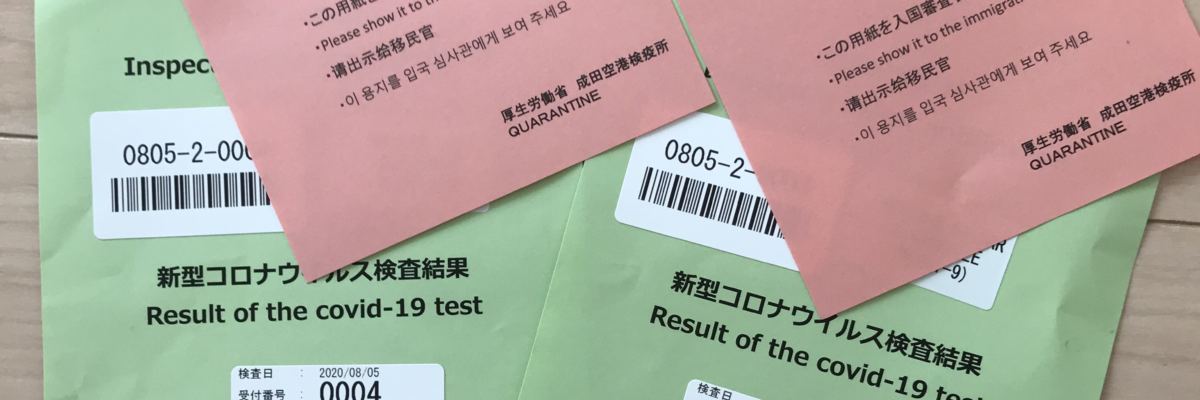 ・この用紙
・Please show it to the
・请出示给移民官
・이 용지를 입국 심사관에게 보여 주세요
厚生労働省 成田空港検疫所
QUARANTINE
Inspec
0805-2-000
新型コロナウイルス検査結果
Result of the covid-19 test
検査日 : 2020/08/05
受付番号 : 0004
・この用紙を入国審査
・Please show it to the immigrat
・请出示给移民官
・이 용지를 입국 심사관에게 보여 주세요
厚生労働省 成田空港検疫所
QUARANTINE
0805-2-
-9)
新型コロナウイルス検査結果
Result of the covid-19 test
検査日 :